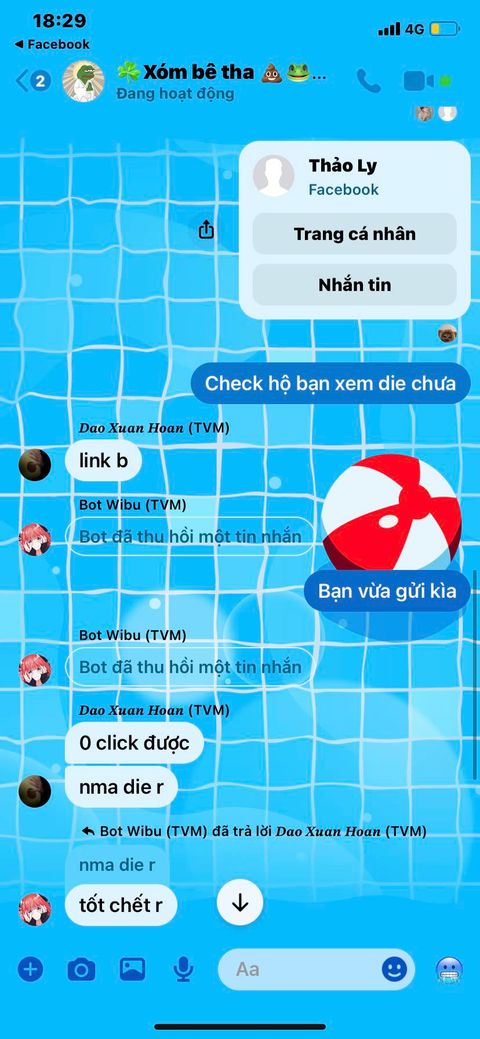 18:29
4G
◀ Facebook
2
☘️Xóm bê tha 💩🐸...
Đang hoạt động
Thảo Ly
Facebook
Trang cá nhân
Nhắn tin
Check hộ bạn xem die chưa
Dao Xuan Hoan (TVM)
link b
Bot Wibu (TVM)
Bot đã thu hồi một tin nhắn
Bạn vừa gửi kìa
Bot Wibu (TVM)
Bot đã thu hồi một tin nhắn
Dao Xuan Hoan (TVM)
0 click được
nma die r
Bot Wibu (TVM) đã trả lời Dao Xuan Hoan (TVM)
nma die r
tốt chết r
Aa